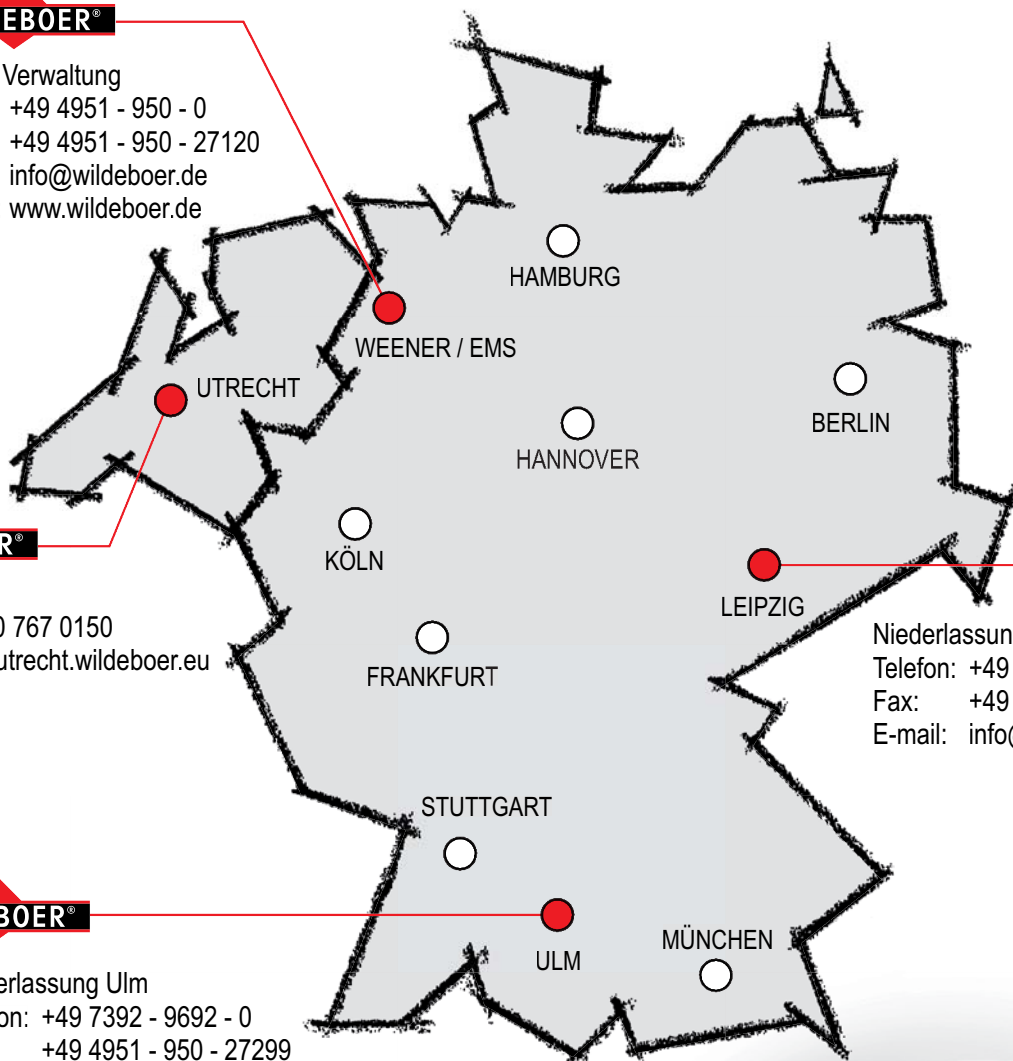 EBOER®
Verwaltung
+49 4951 - 950 - 0
+49 4951 - 950 - 27120
info@wildeboer.de
www.wildeboer.de
HAMBURG
WEENER / EMS
UTRECHT
BERLIN
HANNOVER
R®
KÖLN
LEIPZIG
0 767 0150
utrecht.wildeboer.eu
FRANKFURT
Niederlassun
Telefon: +49
Fax: +49
E-mail: info@
STUTTGART
BOER®
ULM
MÜNCHEN
erlassung Ulm
on: +49 7392 - 9692 - 0
+49 4951 - 950 - 27299